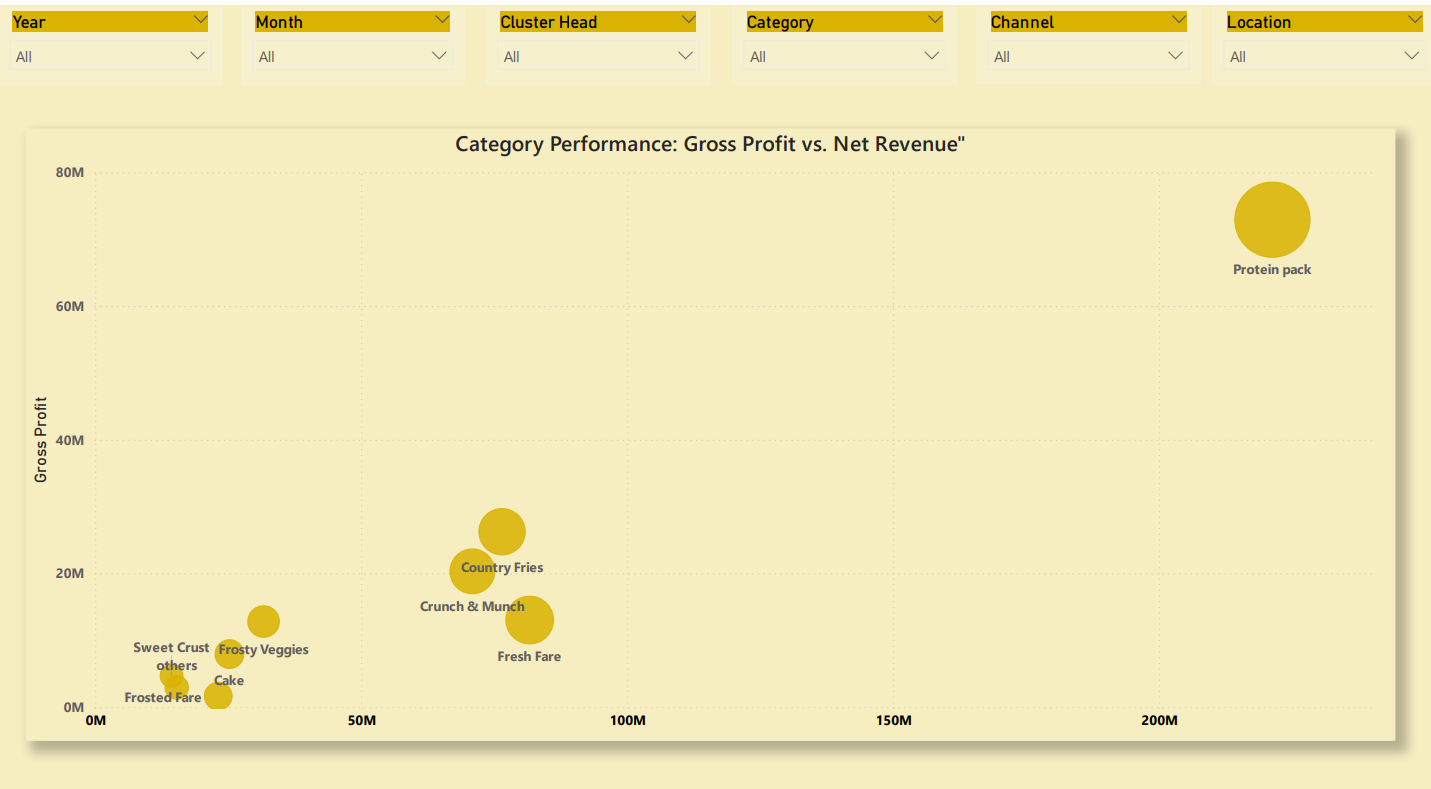 Year
Month
Cluster Head
Category
Channel
Location
All
All
All
All
All
All
Category Performance: Gross Profit vs. Net Revenue"
80M
Protein pack
60M
Gross Profit
40M
Country Fries
20M
Crunch & Munch
Sweet Crust
Frosty Veggies
Fresh Fare
others
Cake
Frosted Fare
0M
0M
50M
100M
150M
200M